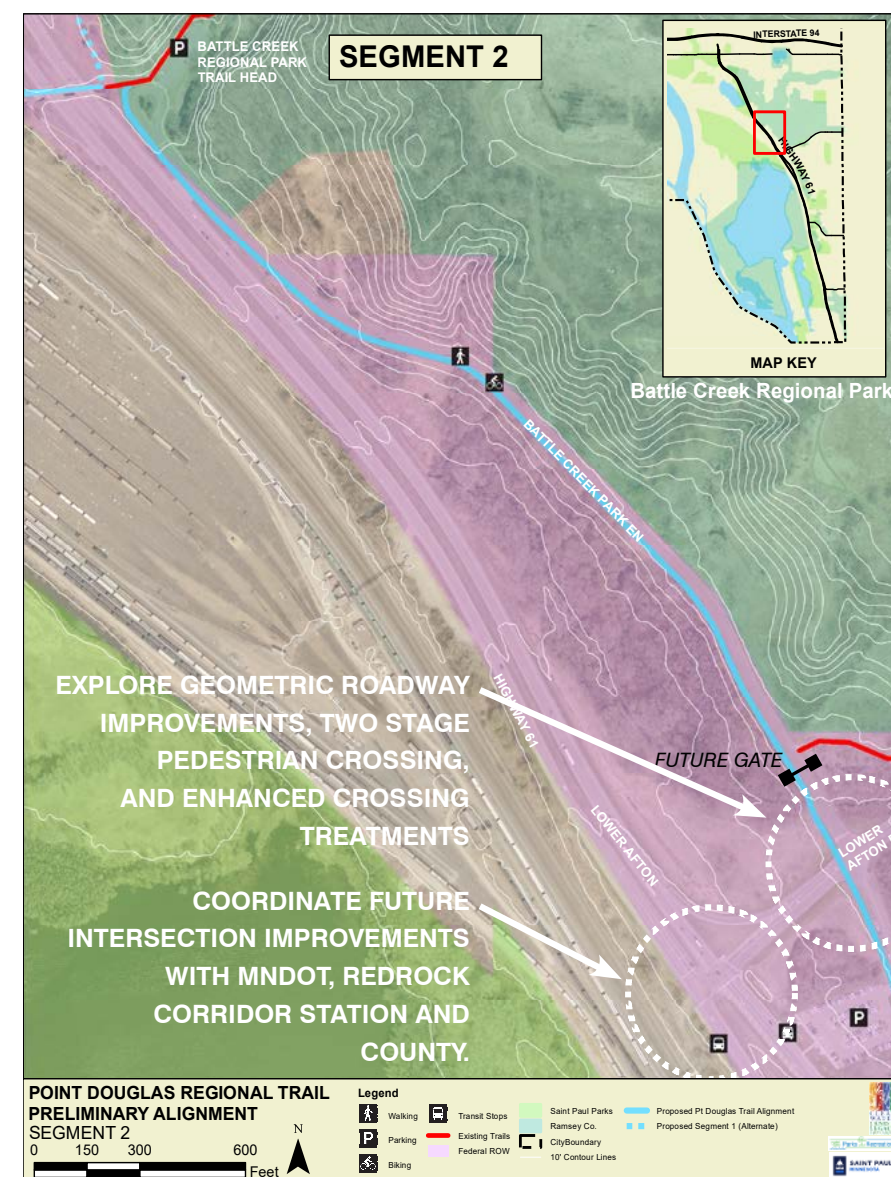 BATTLE CREEK
REGIONAL PARK
TRAIL HEAD
P
SEGMENT 2
INTERSTATE 94
HIGHWAY 61
MAP KEY
Battle Creek Regional Park
BATTLE CREEK PARK EN
HIGHWAY 61
EXPLORE GEOMETRIC ROADWAY
IMPROVEMENTS, TWO STAGE
PEDESTRIAN CROSSING,
AND ENHANCED CROSSING
TREATMENTS
FUTURE GATE
LOWER AFTON
LOWER
AFTON
COORDINATE FUTURE
INTERSECTION IMPROVEMENTS
WITH MNDOT, REDROCK
CORRIDOR STATION AND
COUNTY.
P
POINT DOUGLAS REGIONAL TRAIL
PRELIMINARY ALIGNMENT
SEGMENT 2
0 150 300 600
Feet
N
Legend
Walking
P Parking
Biking
Transit Stops
Existing Trails
Federal ROW
Saint Paul Parks
Ramsey Co.
CityBoundary
10' Contour Lines
Proposed Pt Douglas Trail Alignment
Proposed Segment 1 (Alternate)
SAINT PAUL
MINNESOTA